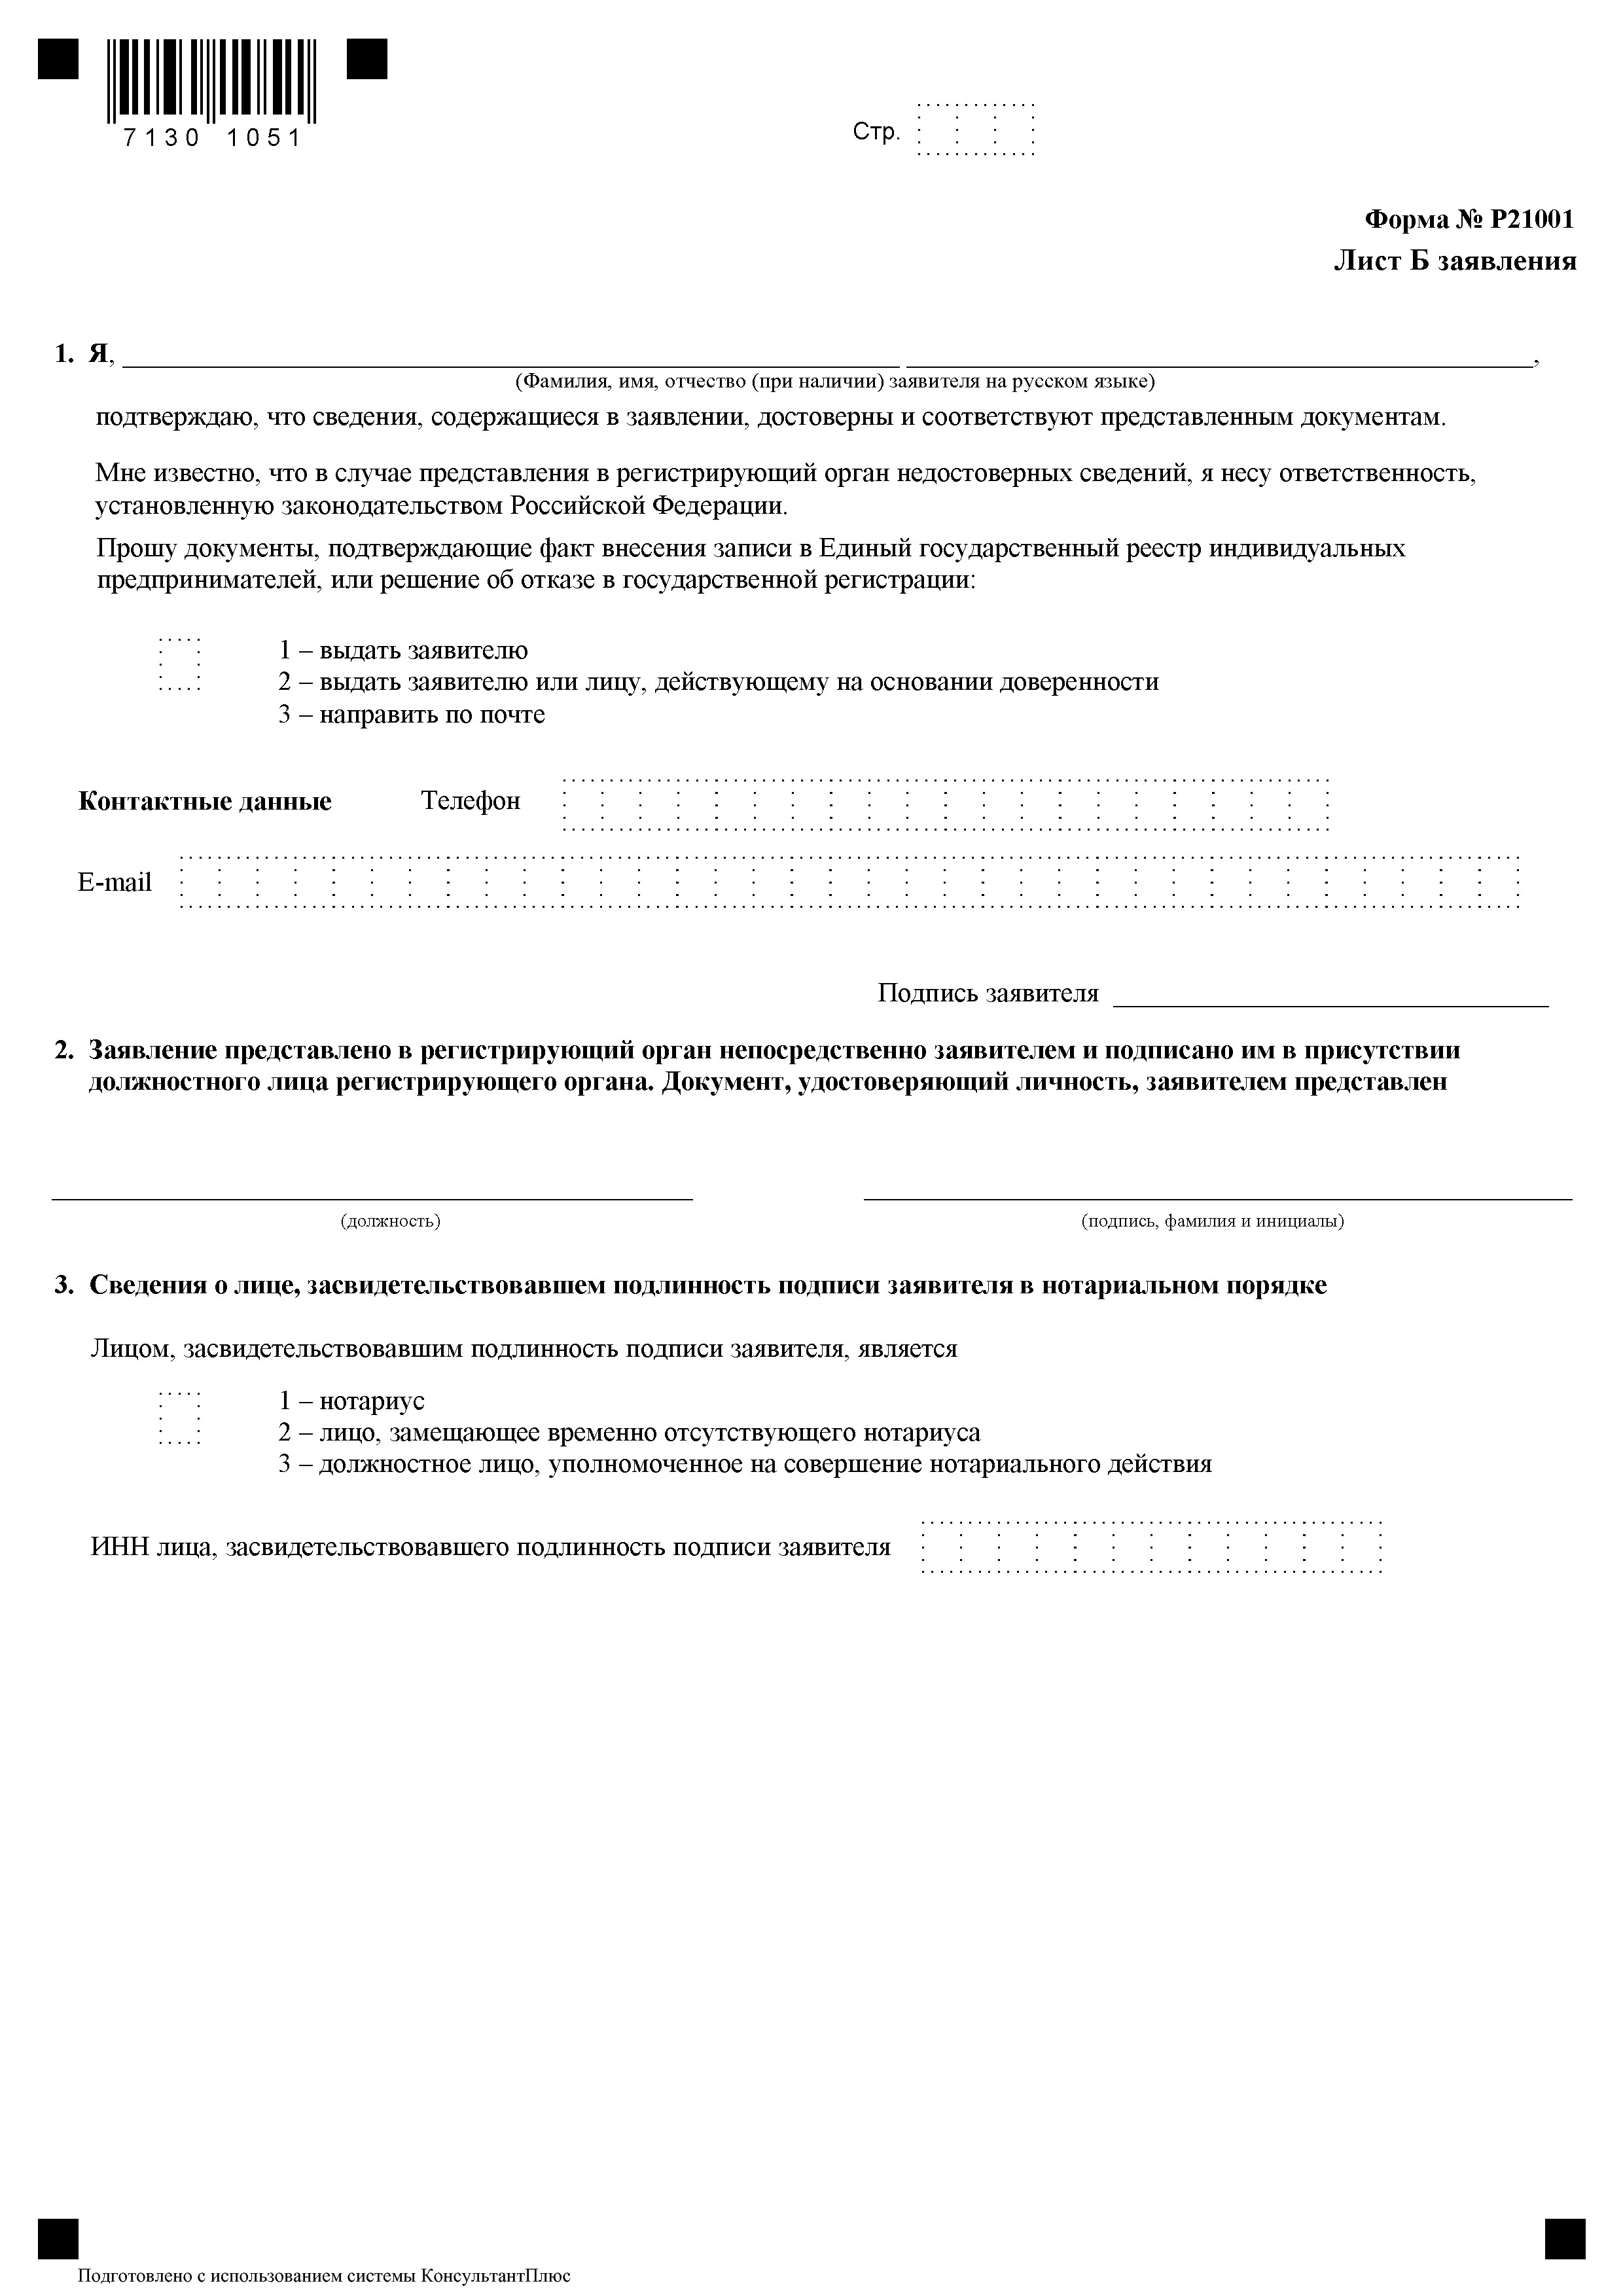 7130 1051
Стр.
Форма № Р21001
Лист Б заявления
1. Я, ,
(Фамилия, имя, отчество (при наличии) заявителя на русском языке)
подтверждаю, что сведения, содержащиеся в заявлении, достоверны и соответствуют представленным документам.
Мне известно, что в случае представления в регистрирующий орган недостоверных сведений, я несу ответственность,
установленную законодательством Российской Федерации.
Прошу документы, подтверждающие факт внесения записи в Единый государственный реестр индивидуальных
предпринимателей, или решение об отказе в государственной регистрации:
1 – выдать заявителю
2 – выдать заявителю или лицу, действующему на основании доверенности
3 – направить по почте
Контактные данные Телефон
E-mail
Подпись заявителя
2. Заявление представлено в регистрирующий орган непосредственно заявителем и подписано им в присутствии
должностного лица регистрирующего органа. Документ, удостоверяющий личность, заявителем представлен
(должность) (подпись, фамилия и инициалы)
3. Сведения о лице, засвидетельствовавшем подлинность подписи заявителя в нотариальном порядке
Лицом, засвидетельствовавшим подлинность подписи заявителя, является
1 – нотариус
2 – лицо, замещающее временно отсутствующего нотариуса
3 – должностное лицо, уполномоченное на совершение нотариального действия
ИНН лица, засвидетельствовавшего подлинность подписи заявителя
Подготовлено с использованием системы КонсультантПлюс